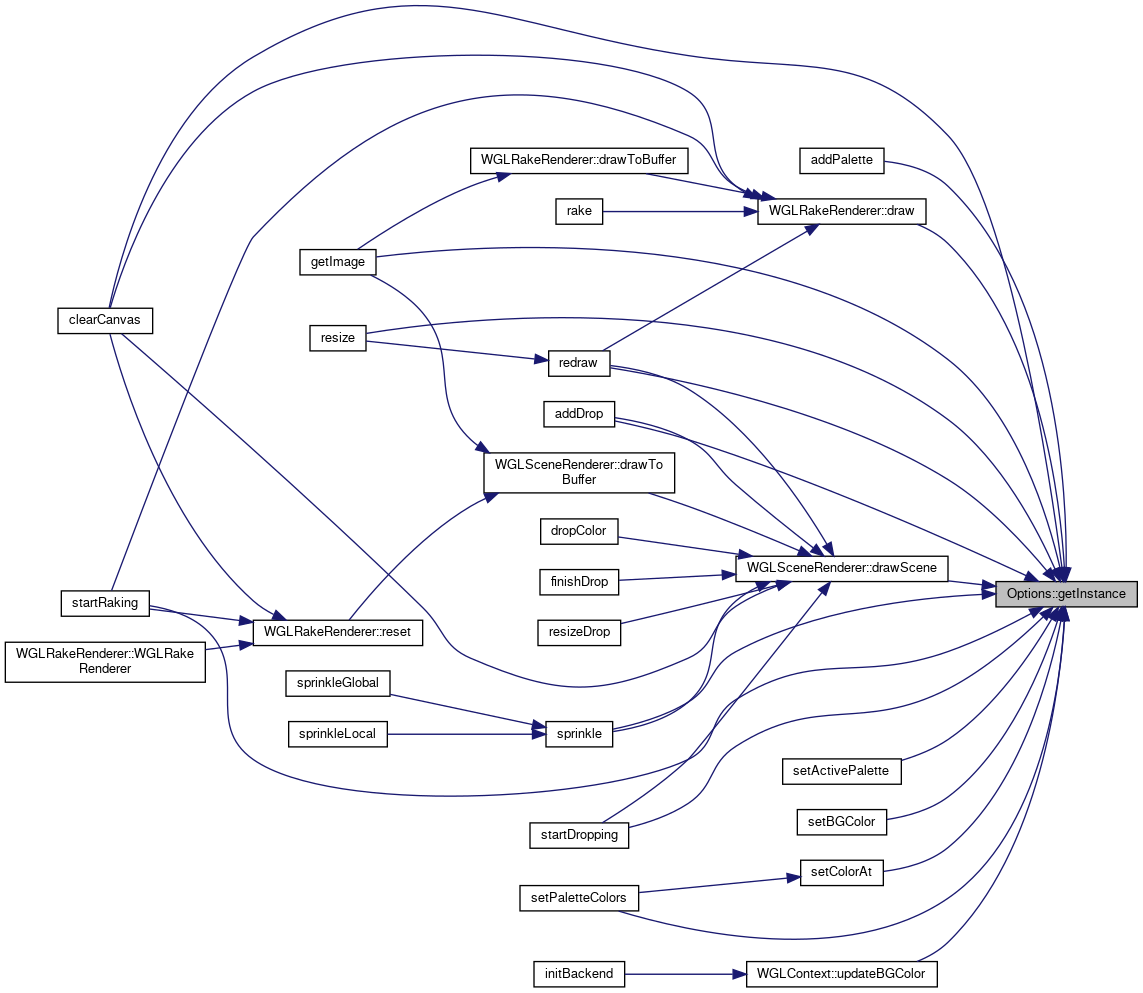 WGLRakeRenderer::drawToBuffer
addPalette
rake
WGLRakeRenderer::draw
getImage
clearCanvas
resize
redraw
addDrop
WGLSceneRenderer::drawTo
Buffer
dropColor
WGLSceneRenderer::drawScene
finishDrop
Options::getInstance
startRaking
WGLRakeRenderer::reset
resizeDrop
WGLRakeRenderer::WGLRake
Renderer
sprinkleGlobal
sprinkleLocal
sprinkle
setActivePalette
setBGColor
startDropping
setColorAt
setPaletteColors
initBackend
WGLContext::updateBGColor